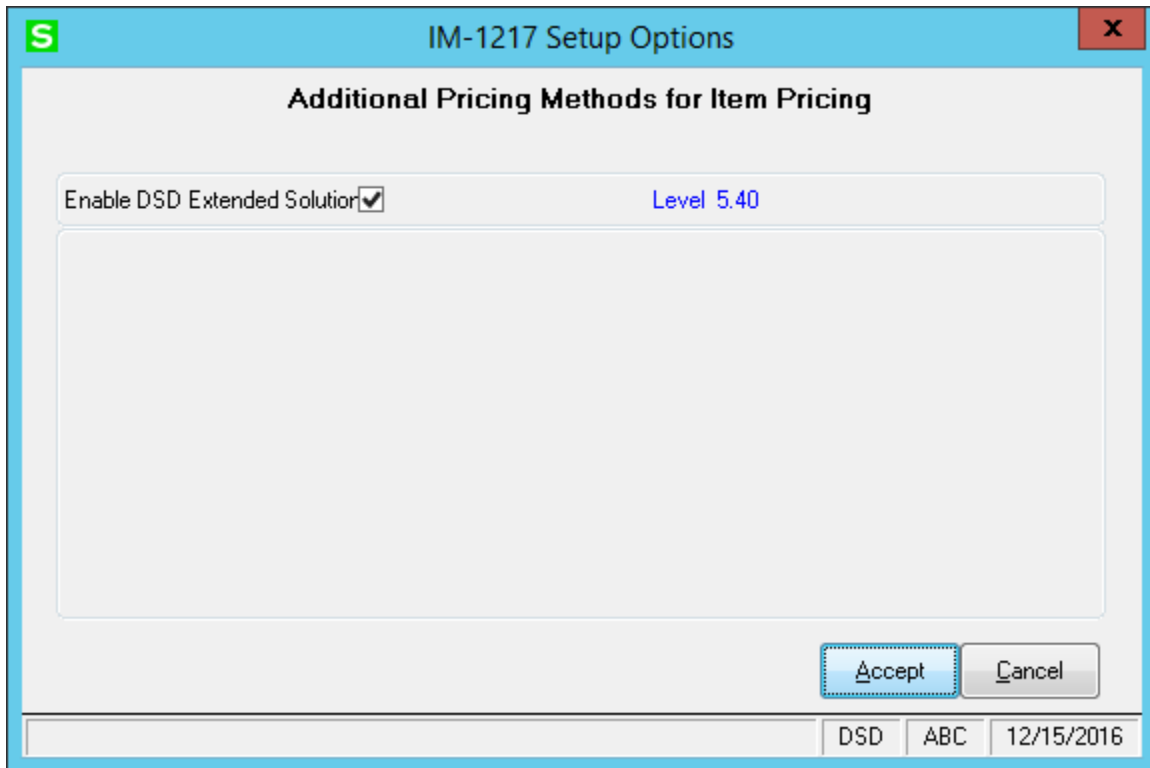 S
IM-1217 Setup Options
x
Additional Pricing Methods for Item Pricing
Enable DSD Extended Solution
Level 5.40
Accept
Cancel
DSD
ABC
12/15/2016